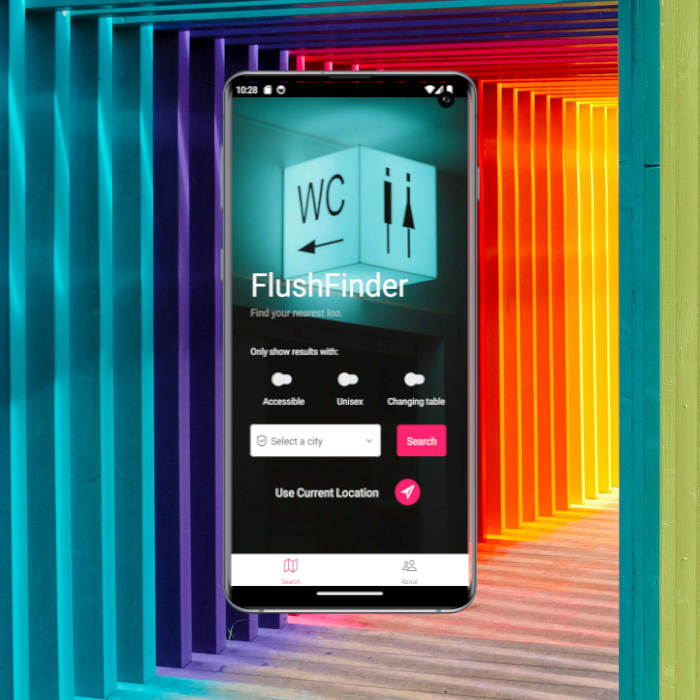 10:28
WC
FlushFinder
Find your nearest loo.
Only show results with:
Accessible Unisex Changing table
Select a city Search
Use Current Location
Search About